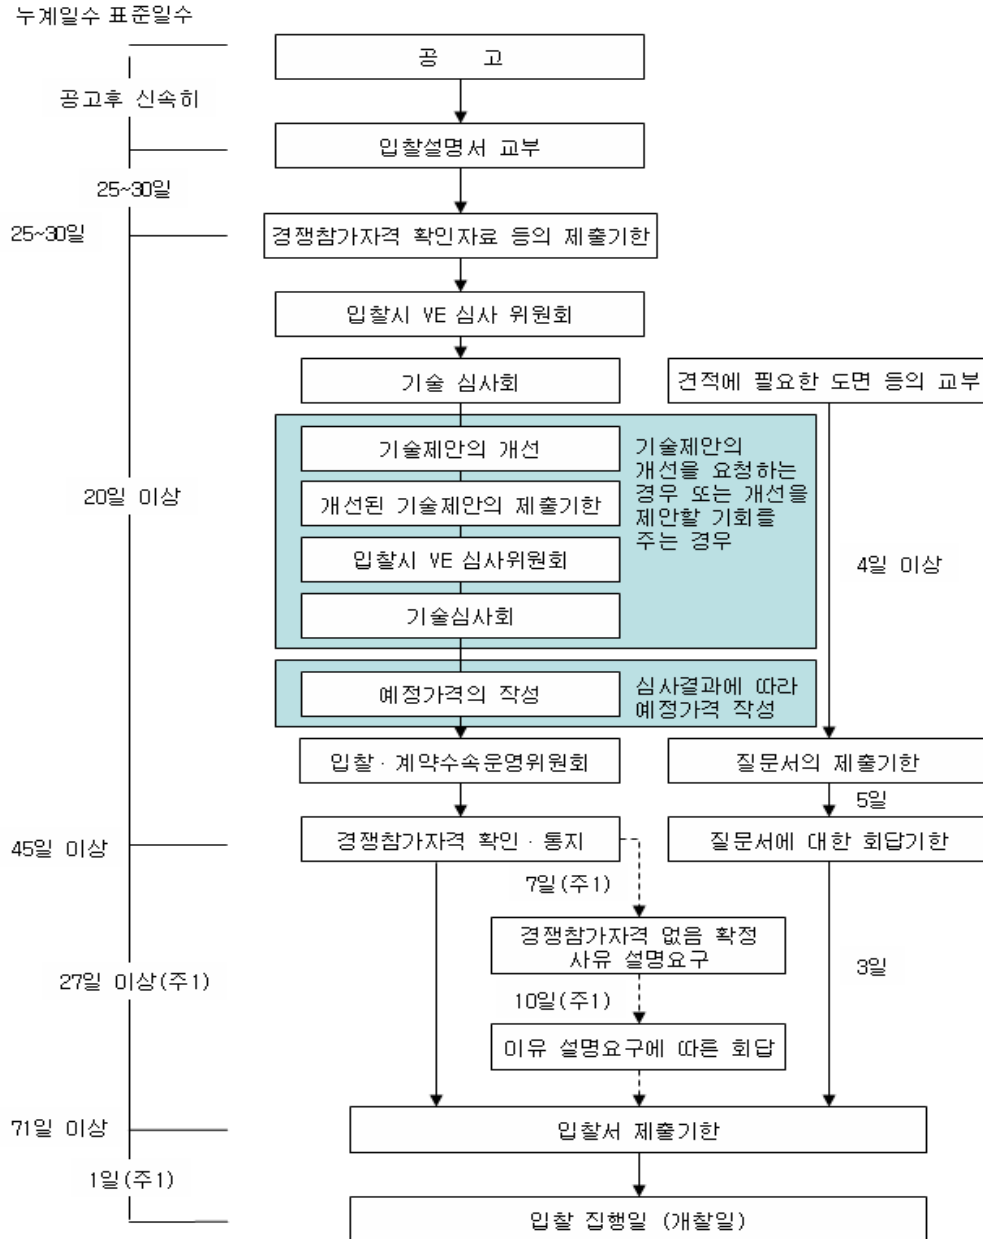 누계일수 표준일수
공 고
공고후 신속히
입찰설명서 교부
25~30일
25~30일
경쟁참가자격 확인자료 등의 제출기한
입찰시 VE 심사 위원회
기술 심사회
견적에 필요한 도면 등의 교부
기술제안의 개선
개선된 기술제안의 제출기한
입찰시 VE 심사위원회
기술심사회
기술제안의
개선을 요청하는
경우 또는 개선을
제안할 기회를
주는 경우
20일 이상
4일 이상
예정가격의 작성
심사결과에 따라
예정가격 작성
입찰·계약수속운영위원회
질문서의 제출기한
5일
45일 이상
경쟁참가자격 확인·통지
질문서에 대한 회답기한
7일(주1)
경쟁참가자격 없음 확정
사유 설명요구
27일 이상(주1)
3일
10일(주1)
이유 설명요구에 따른 회답
71일 이상
입찰서 제출기한
1일(주1)
입찰 집행일 (개찰일)